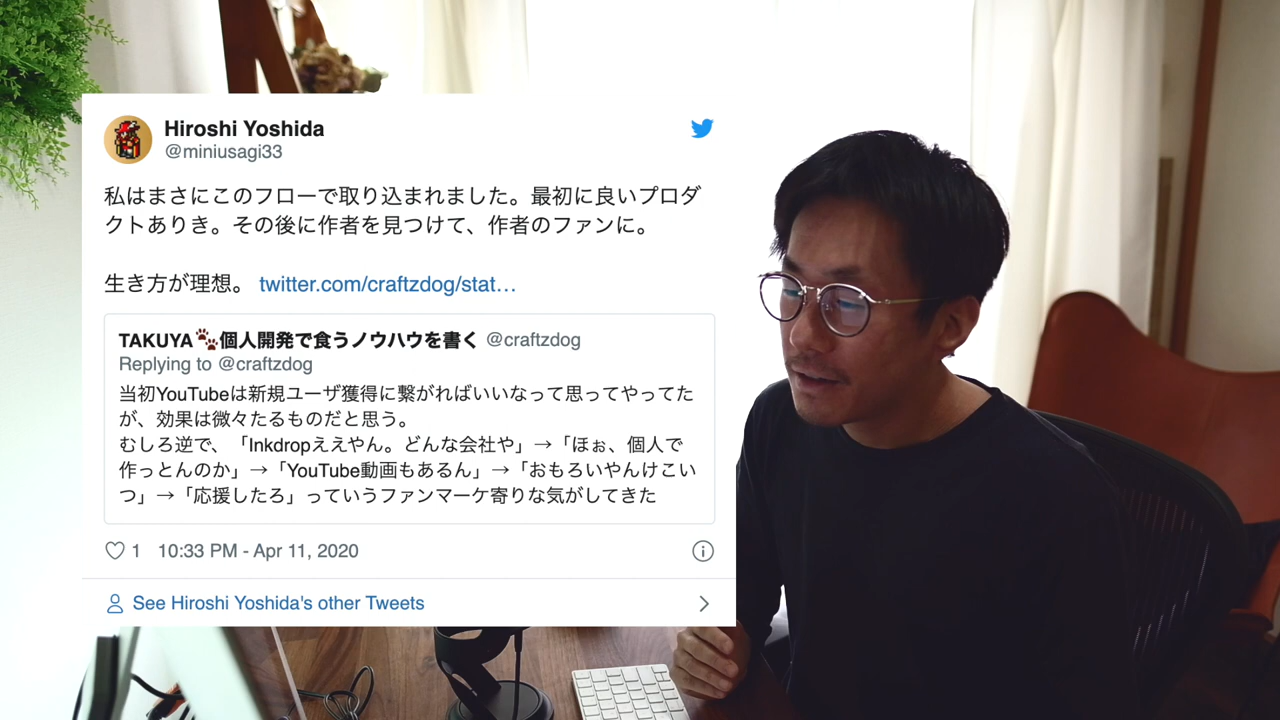 Hiroshi Yoshida
@miniusagi33
私はまさにこのフローで取り込まれました。最初に良いプロダ
クトありき。その後に作者を見つけて、作者のファンに。
生き方が理想。 twitter.com/craftzdog/stat…
TAKUYA🐾個人開発で食うノウハウを書く @craftzdog
Replying to @craftzdog
当初YouTubeは新規ユーザ獲得に繋がればいいなって思ってやってた
が、効果は微々たるものだと思う。
むしろ逆で、「Inkdropええやん。どんな会社や」→「ほぉ、個人で
作っとんのか」→「YouTube動画もあるん」→「おもろいやんけこい
つ」→「応援したろ」っていうファンマーケ寄りな気がしてきた
1 10:33 PM - Apr 11, 2020
See Hiroshi Yoshida's other Tweets